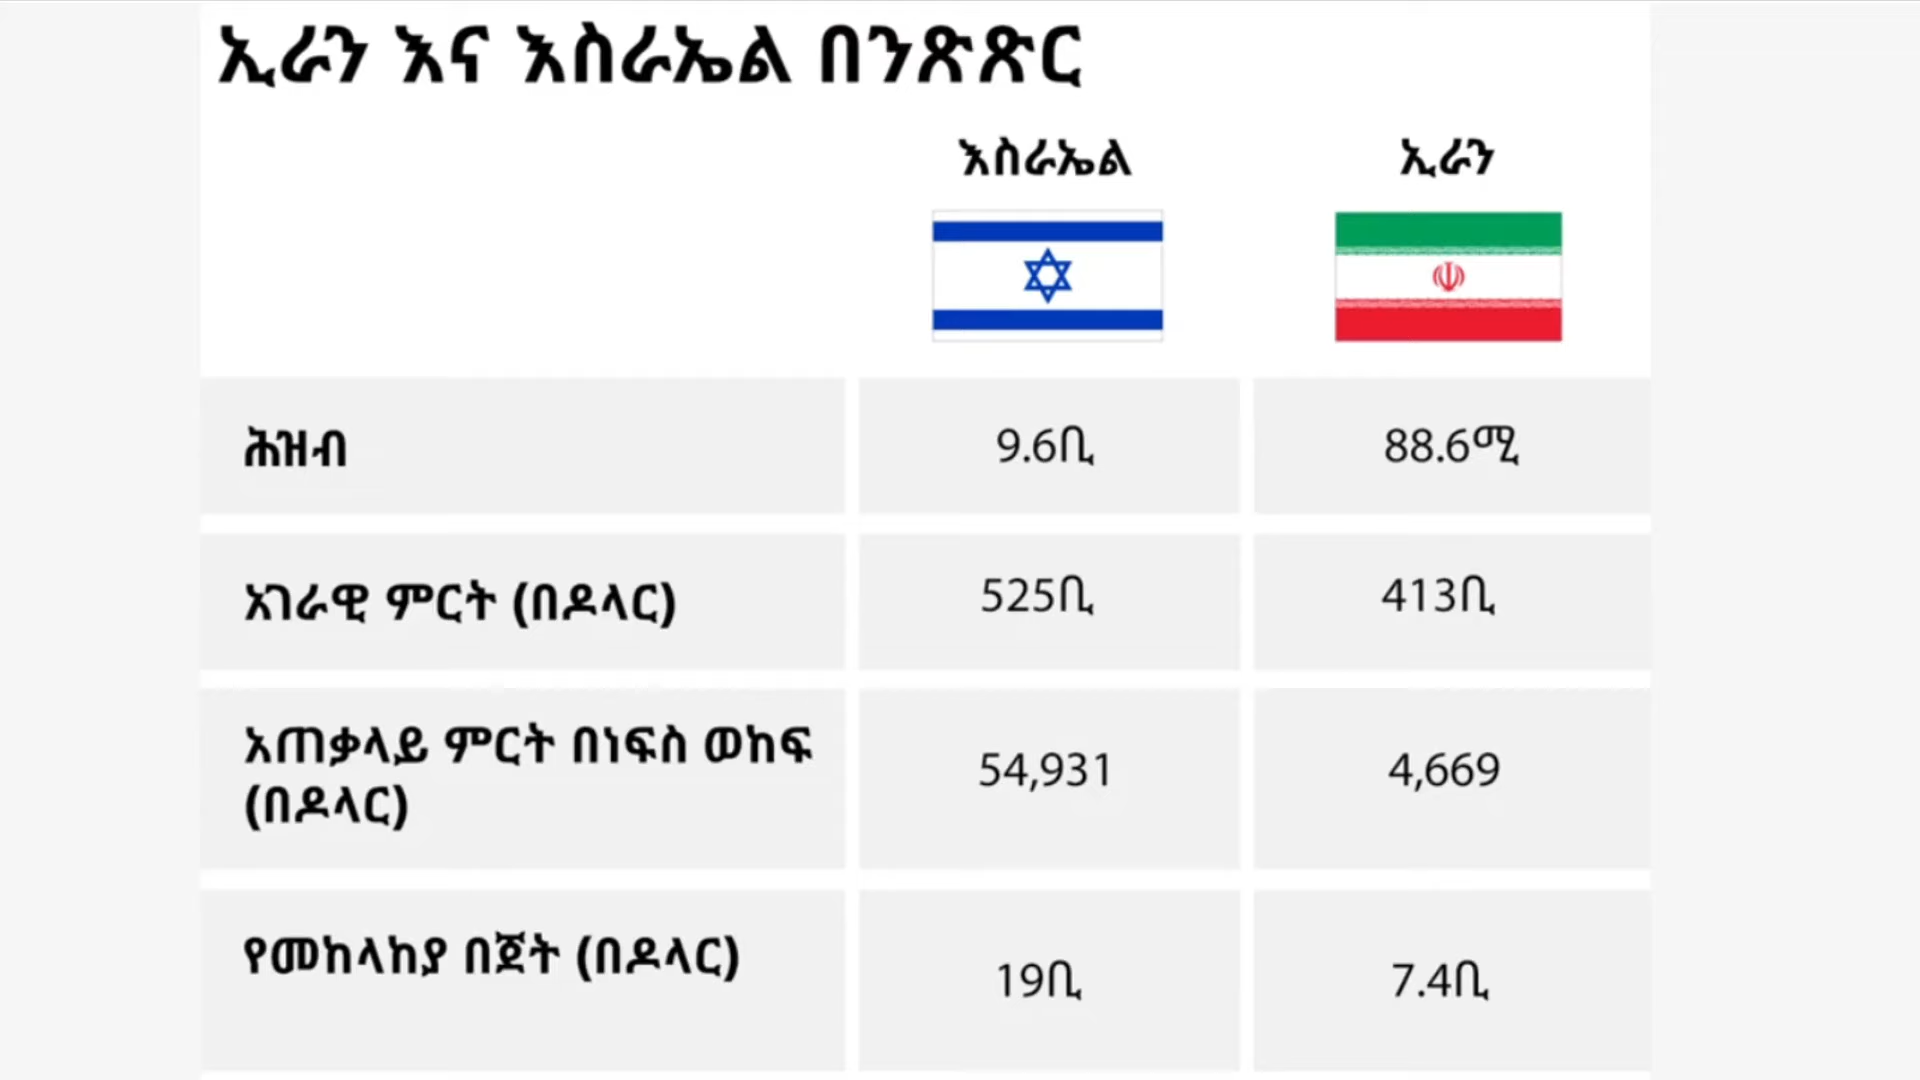 ኢራን እና እስራኤል በንጽጽር
እስራኤል ኢራን
ሕዝብ 9.6ቢ 88.6ሚ
አገራዊ ምርት (በዶላር) 525ቢ 413ቢ
አጠቃላይ ምርት በነፍስ ወከፍ
(በዶላር) 54,931 4,669
የመከላከያ በጀት (በዶላር) 19ቢ 7.4ቢ